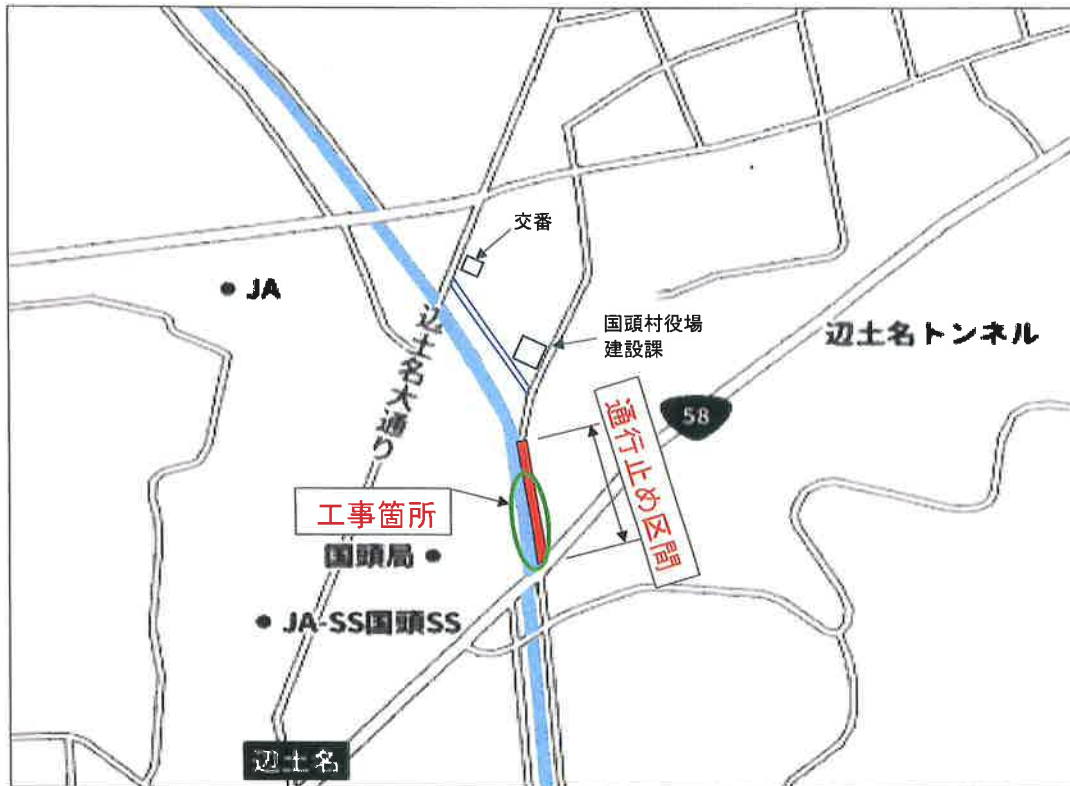 交番
JA
国頭村役場
建設課
辺土名トンネル
辺土名大通り
58
通行止め区間
工事箇所
国頭局
JA-SS国頭SS
辺土名